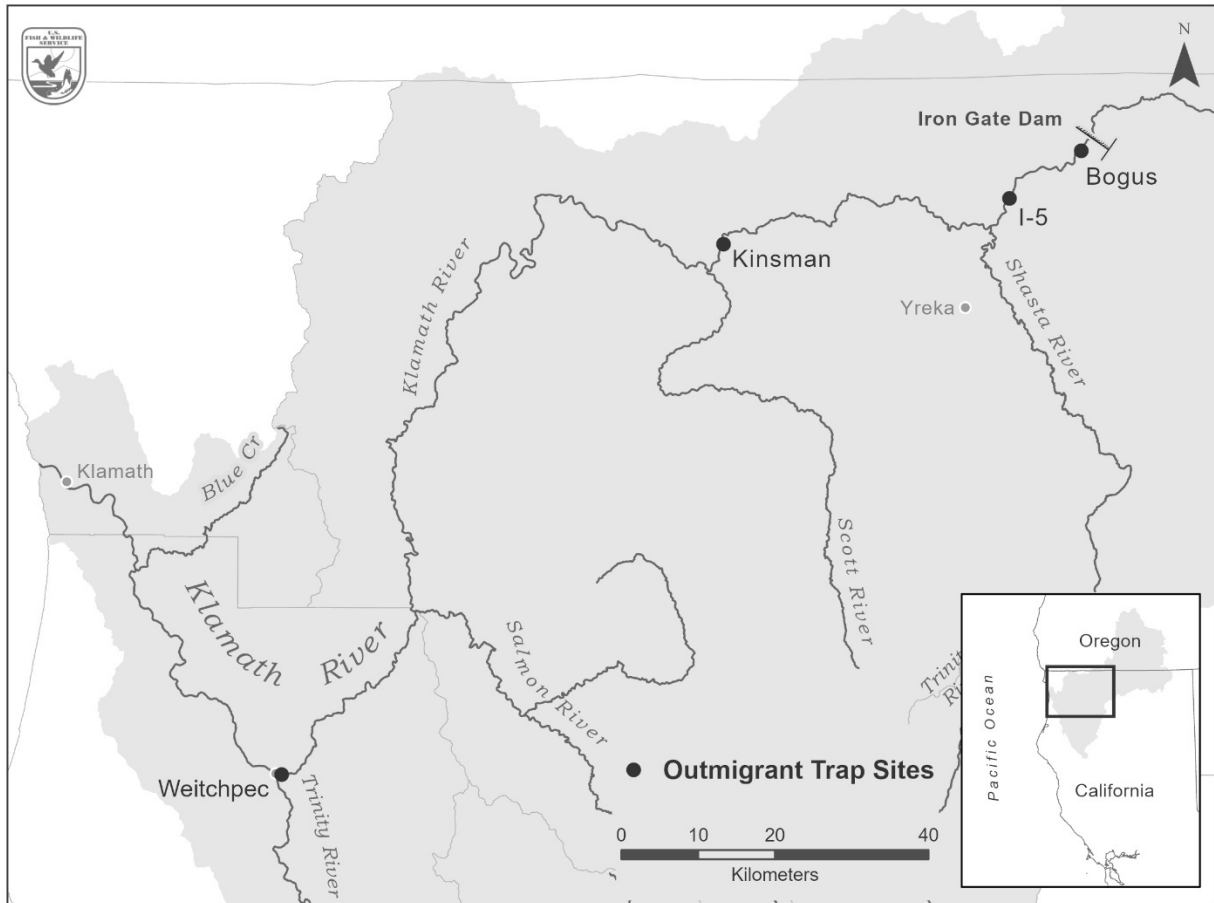 U.S.
FISH & WILDLIFE
SERVICE
N
Iron Gate Dam
Bogus
I-5
Kinsman
Klamath River
Shasta River
Yreka
Klamath
Blue Cr
Scott River
Klamath
River
Salmon River
Trinit
Ri
Oregon
Pacific Ocean
California
Weitchpec
Trinity River
Outmigrant Trap Sites
0 10 20 40
Kilometers